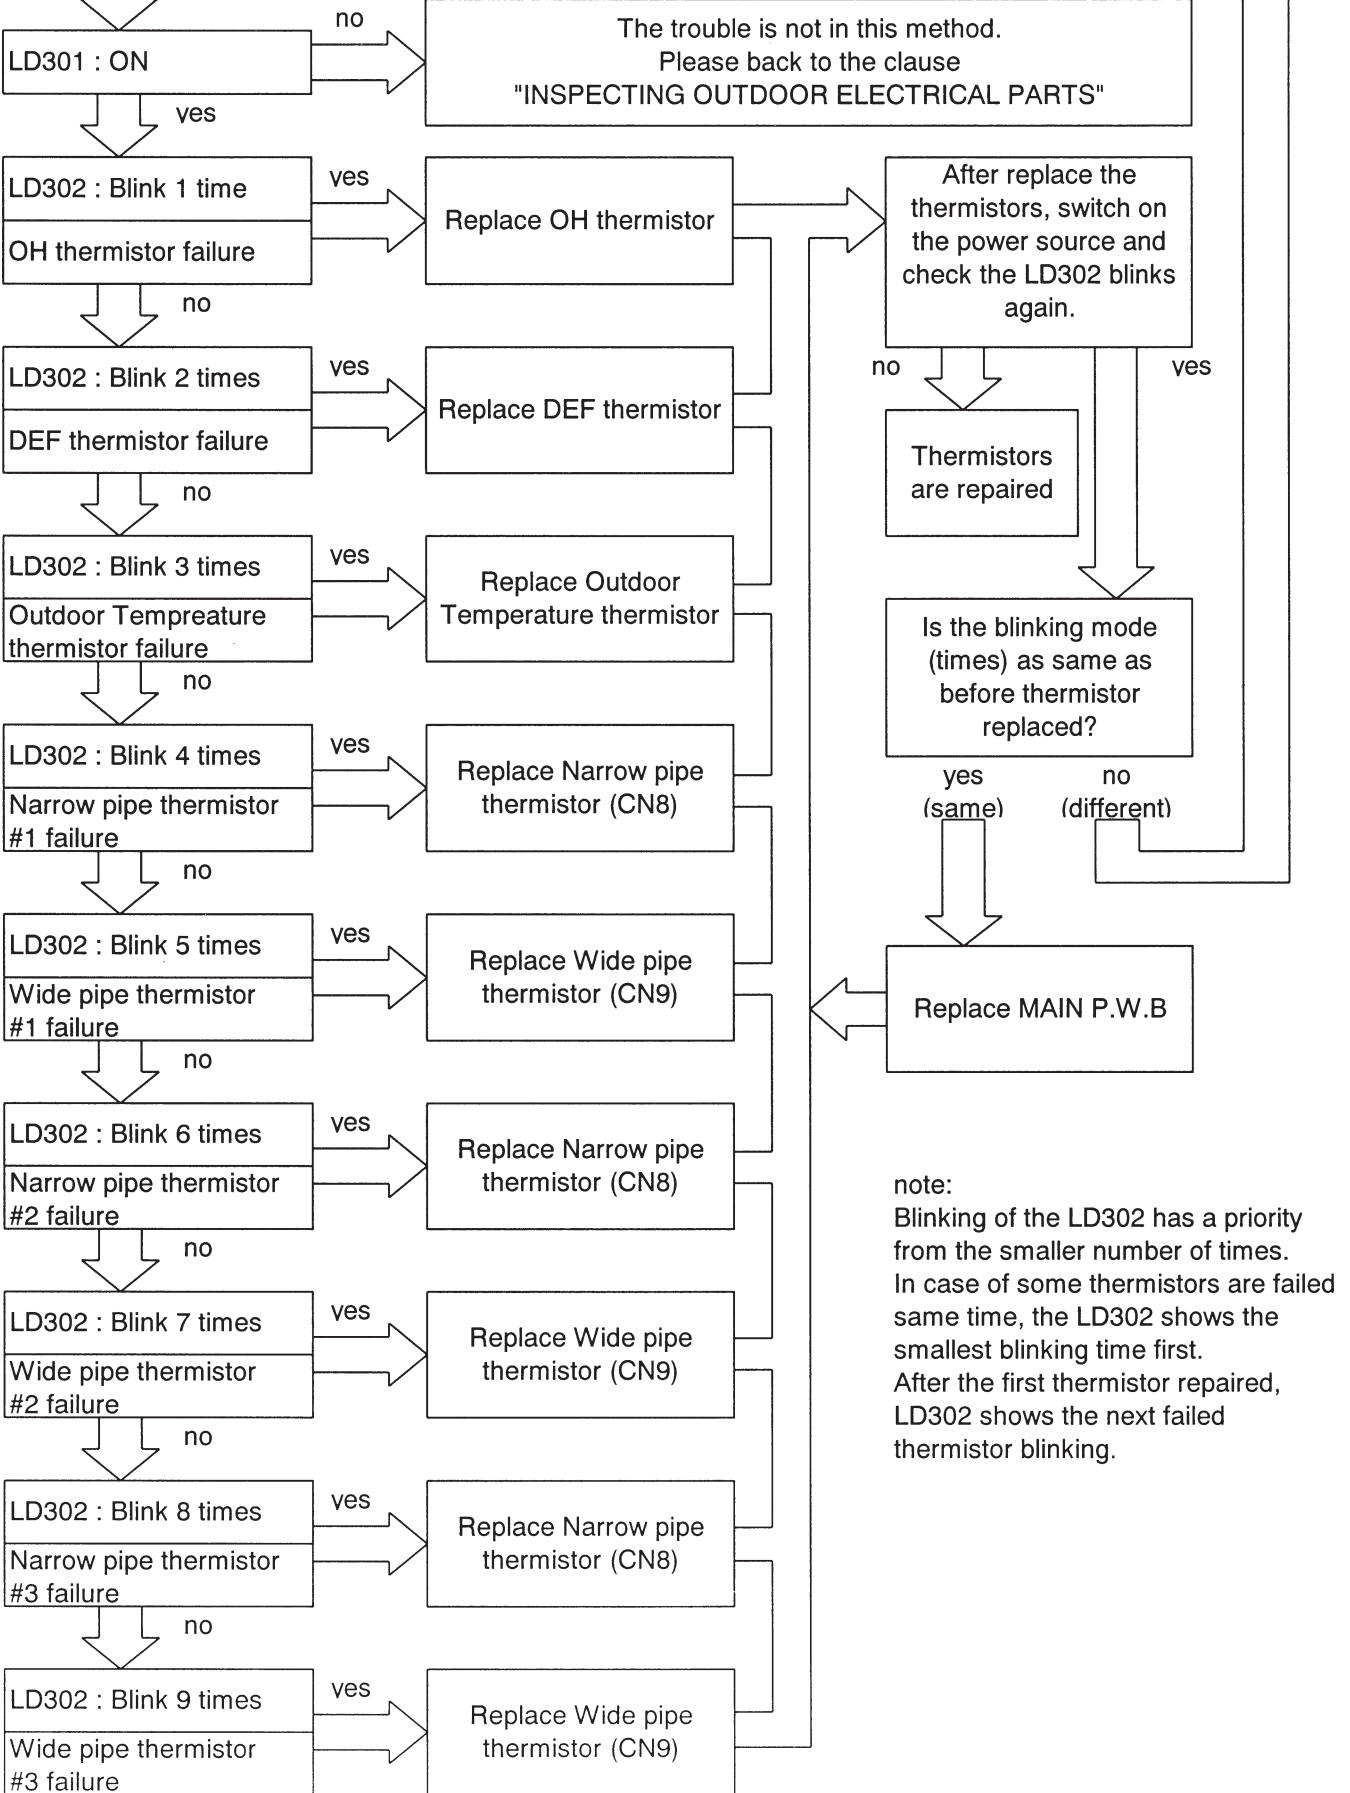 no
The trouble is not in this method.
Please back to the clause
"INSPECTING OUTDOOR ELECTRICAL PARTS"
LD301 : ON
yes
LD302 : Blink 1 time
OH thermistor failure
yes
Replace OH thermistor
After replace the
thermistors, switch on
the power source and
check the LD302 blinks
again.
no
no
yes
LD302 : Blink 2 times
DEF thermistor failure
yes
Replace DEF thermistor
Thermistors
are repaired
no
LD302 : Blink 3 times
Outdoor Tempreature
thermistor failure
yes
Replace Outdoor
Temperature thermistor
Is the blinking mode
(times) as same as
before thermistor
replaced?
no
yes
(same)
no
(different)
LD302 : Blink 4 times
Narrow pipe thermistor
#1 failure
yes
Replace Narrow pipe
thermistor (CN8)
no
LD302 : Blink 5 times
Wide pipe thermistor
#1 failure
yes
Replace Wide pipe
thermistor (CN9)
Replace MAIN P.W.B
no
LD302 : Blink 6 times
Narrow pipe thermistor
#2 failure
yes
Replace Narrow pipe
thermistor (CN8)
no
LD302 : Blink 7 times
Wide pipe thermistor
#2 failure
yes
Replace Wide pipe
thermistor (CN9)
no
LD302 : Blink 8 times
Narrow pipe thermistor
#3 failure
yes
Replace Narrow pipe
thermistor (CN8)
no
LD302 : Blink 9 times
Wide pipe thermistor
#3 failure
yes
Replace Wide pipe
thermistor (CN9)
note:
Blinking of the LD302 has a priority
from the smaller number of times.
In case of some thermistors are failed
same time, the LD302 shows the
smallest blinking time first.
After the first thermistor repaired,
LD302 shows the next failed
thermistor blinking.